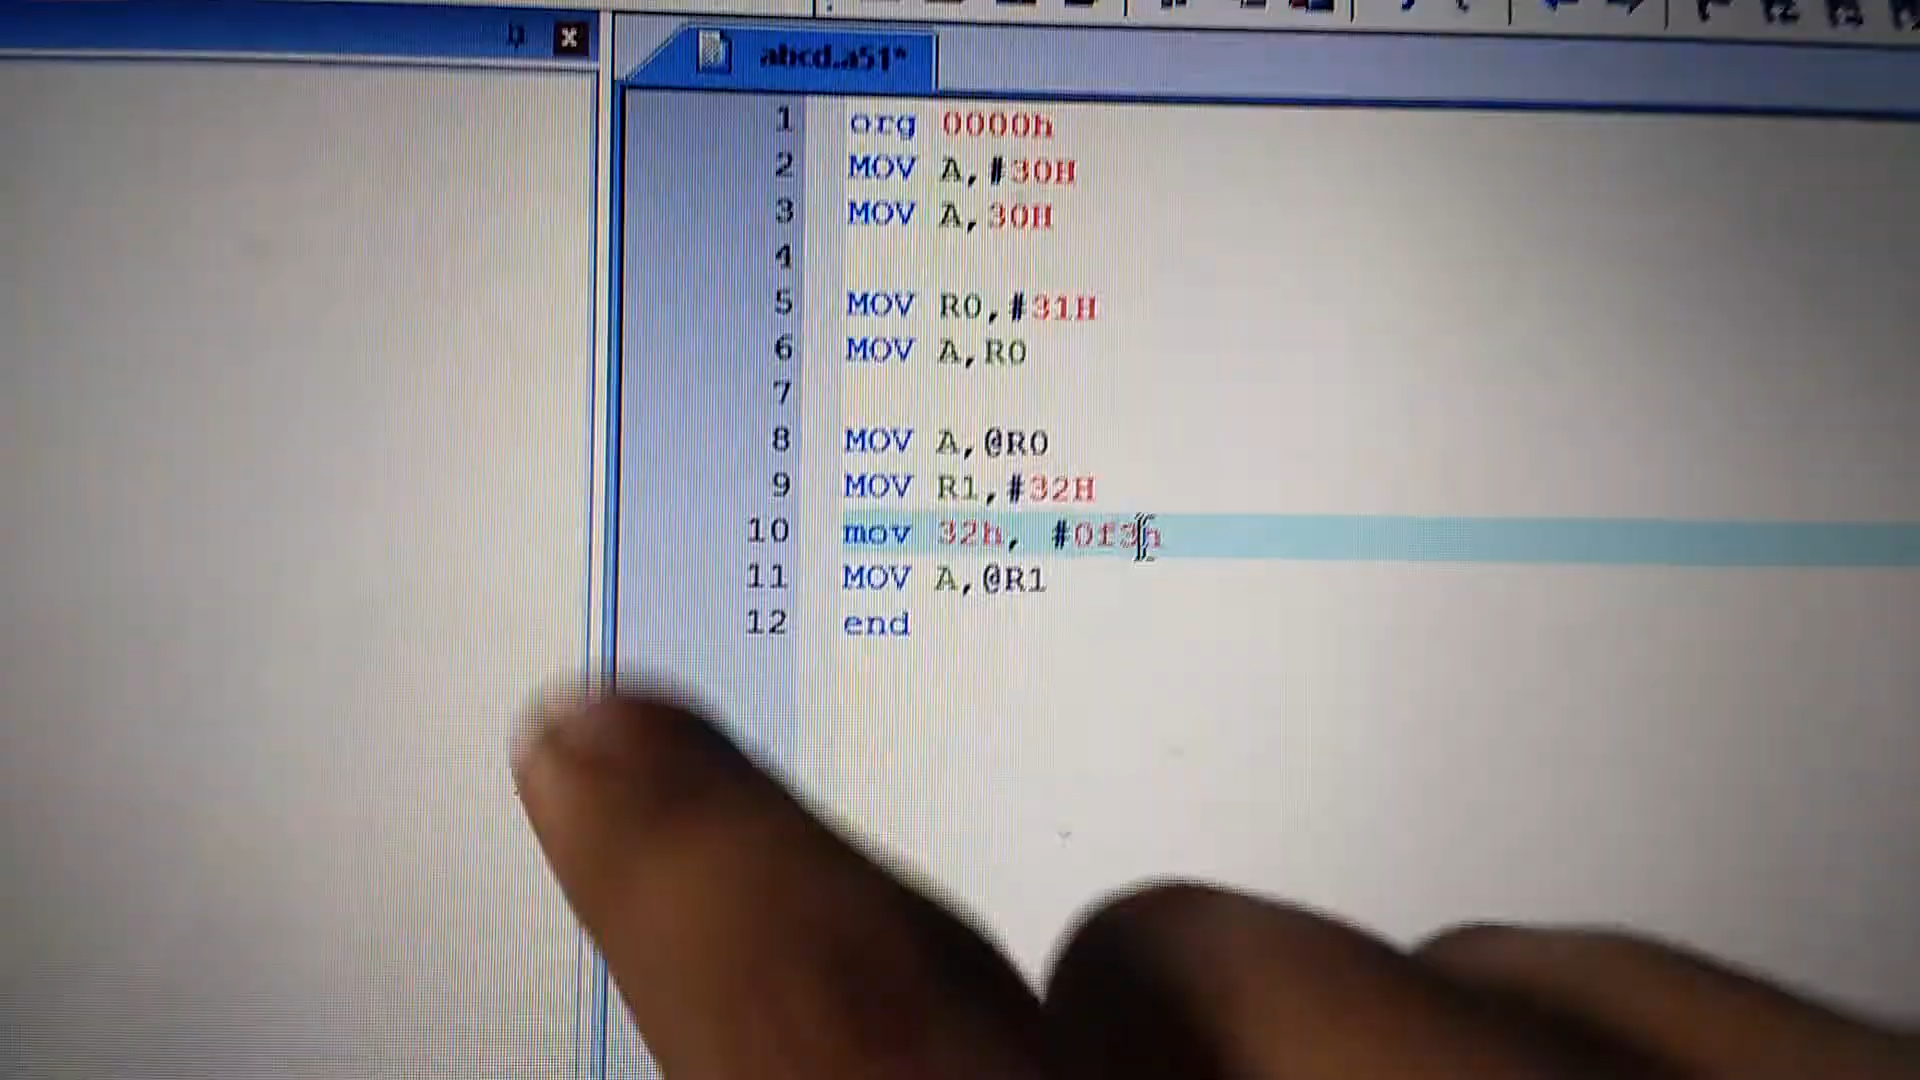 abcd.a51*
1 org 0000h
2 MOV A,#30H
3 MOV A,30H
4
5 MOV R0,#31H
6 MOV A,R0
7
8 MOV A,@R0
9 MOV R1,#32H
10 mov 32h, #0f3h
11 MOV A,@R1
12 end